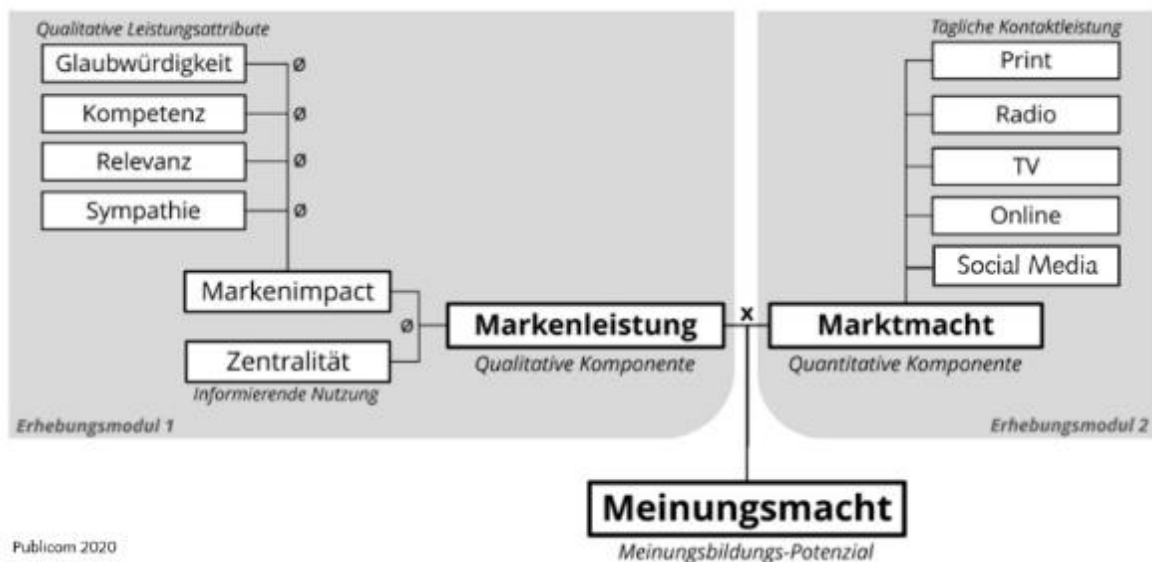 Qualitative Leistungsattribute
Glaubwürdigkeit
ø
Kompetenz
ø
Relevanz
ø
Sympathie
ø
Markenimpact
ø
Zentralität
Informierende Nutzung
Markenleistung
Qualitative Komponente
Erhebungsmodul 1
x
Tägliche Kontaktleistung
Print
Radio
TV
Online
Social Media
Marktmacht
Quantitative Komponente
Erhebungsmodul 2
Meinungsmacht
Meinungsbildungs-Potenzial
Publicom 2020